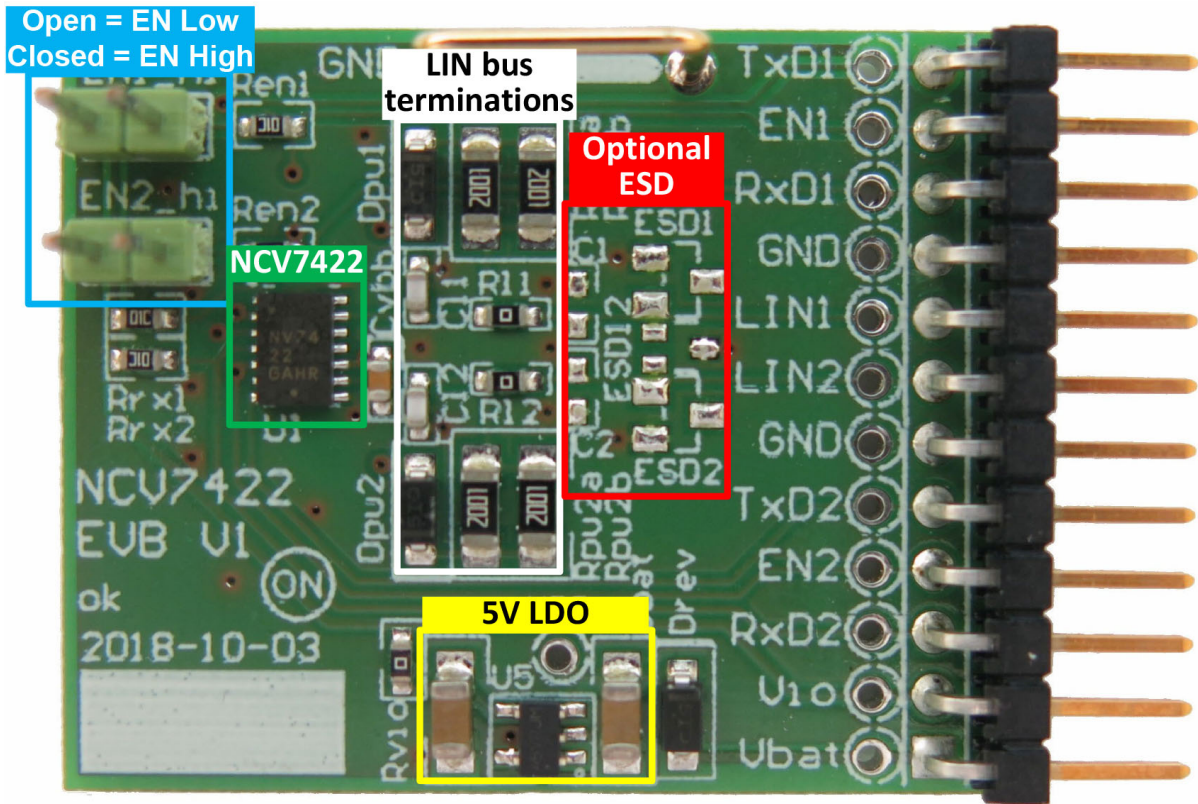 Open = EN Low
Closed = EN High
GND
LIN bus
terminations
Ren1
TxD1
EN1
Optional
ESD
Dpu1
RxD1
EN2_hi
Ren2
ESD1
GND
C1
NCV7422
R11
LIN1
Cvbb
ESD12
NV74
22
GAHR
LIN2
Cl2
R12
Rrx1
Rrx2
U1
GND
C2
ESD2
NCV7422
EVB V1
Dpu2
2001
2001
2001
2001
Rpu2a
Rpu2b
TxD2
ON
EN2
ok
5V LDO
Drev
RxD2
2018-10-03
U5
Vio
Rvio
Vbat